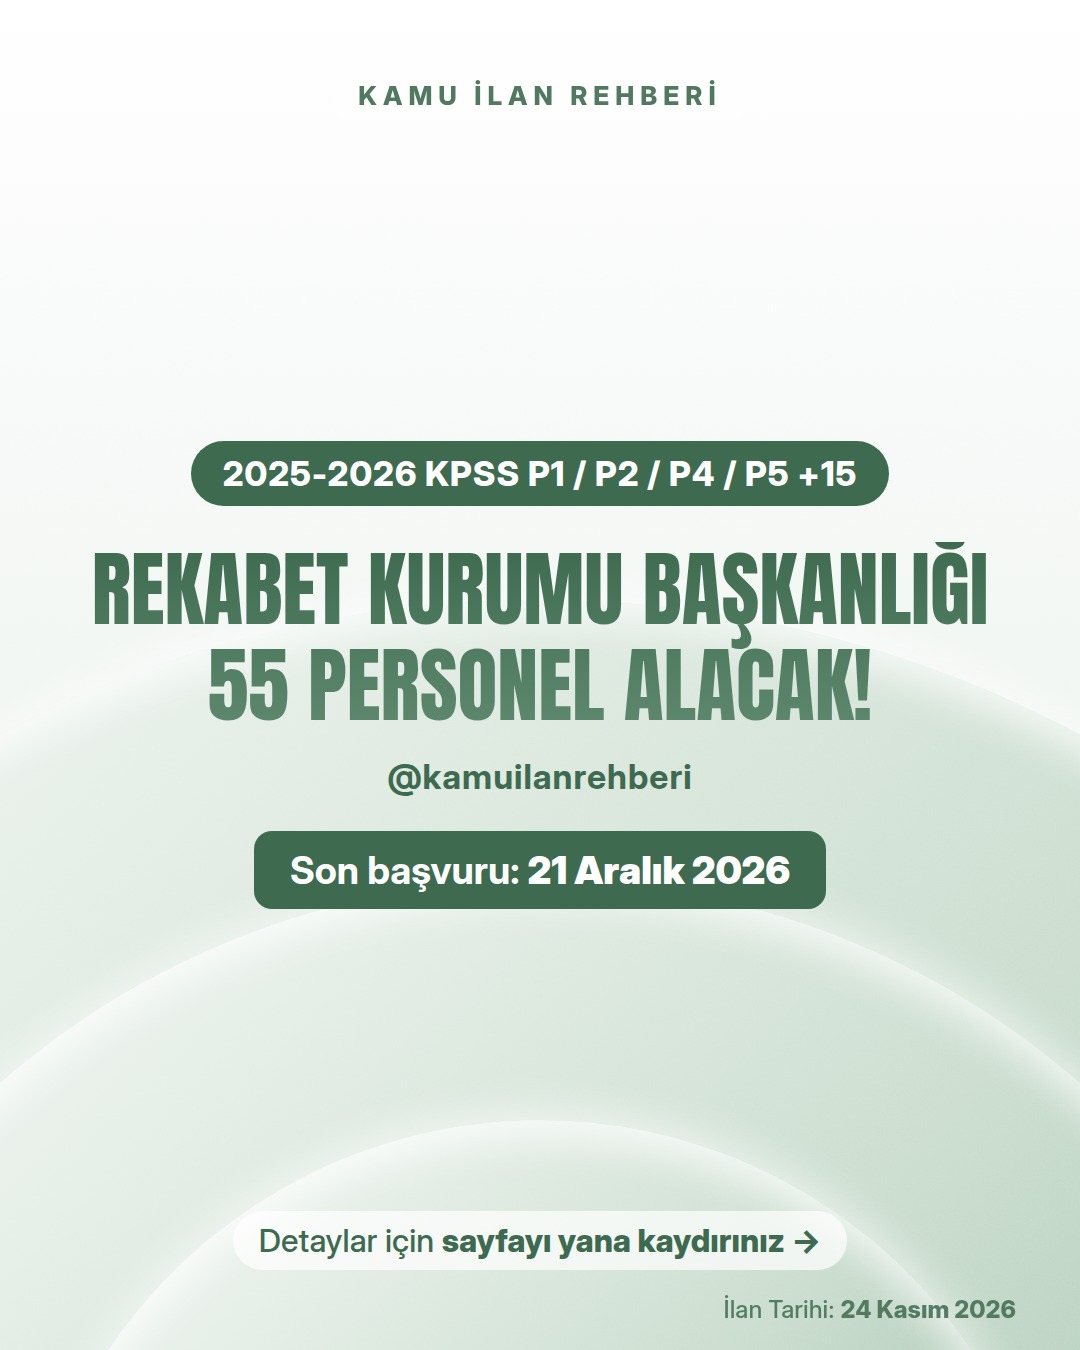 KAMU İLAN REHBERİ
2025-2026 KPSS P1 / P2 / P4 / P5 +15
REKABET KURUMU BAŞKANLIĞI
55 PERSONEL ALACAK!
@kamuilanrehberi
Son başvuru: 21 Aralık 2026
Detaylar için sayfayı yana kaydırınız →
İlan Tarihi: 24 Kasım 2026